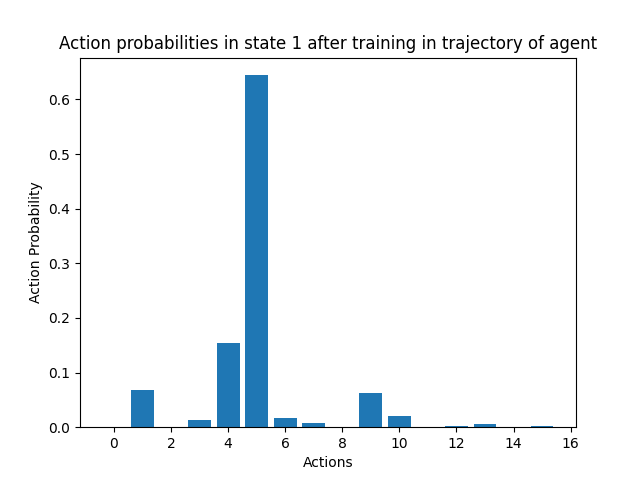 Action probabilities in state 1 after training in trajectory of agent
Action Probability
0.6
0.5
0.4
0.3
0.2
0.1
0.0
0 2 4 6 8 10 12 14 16
Actions